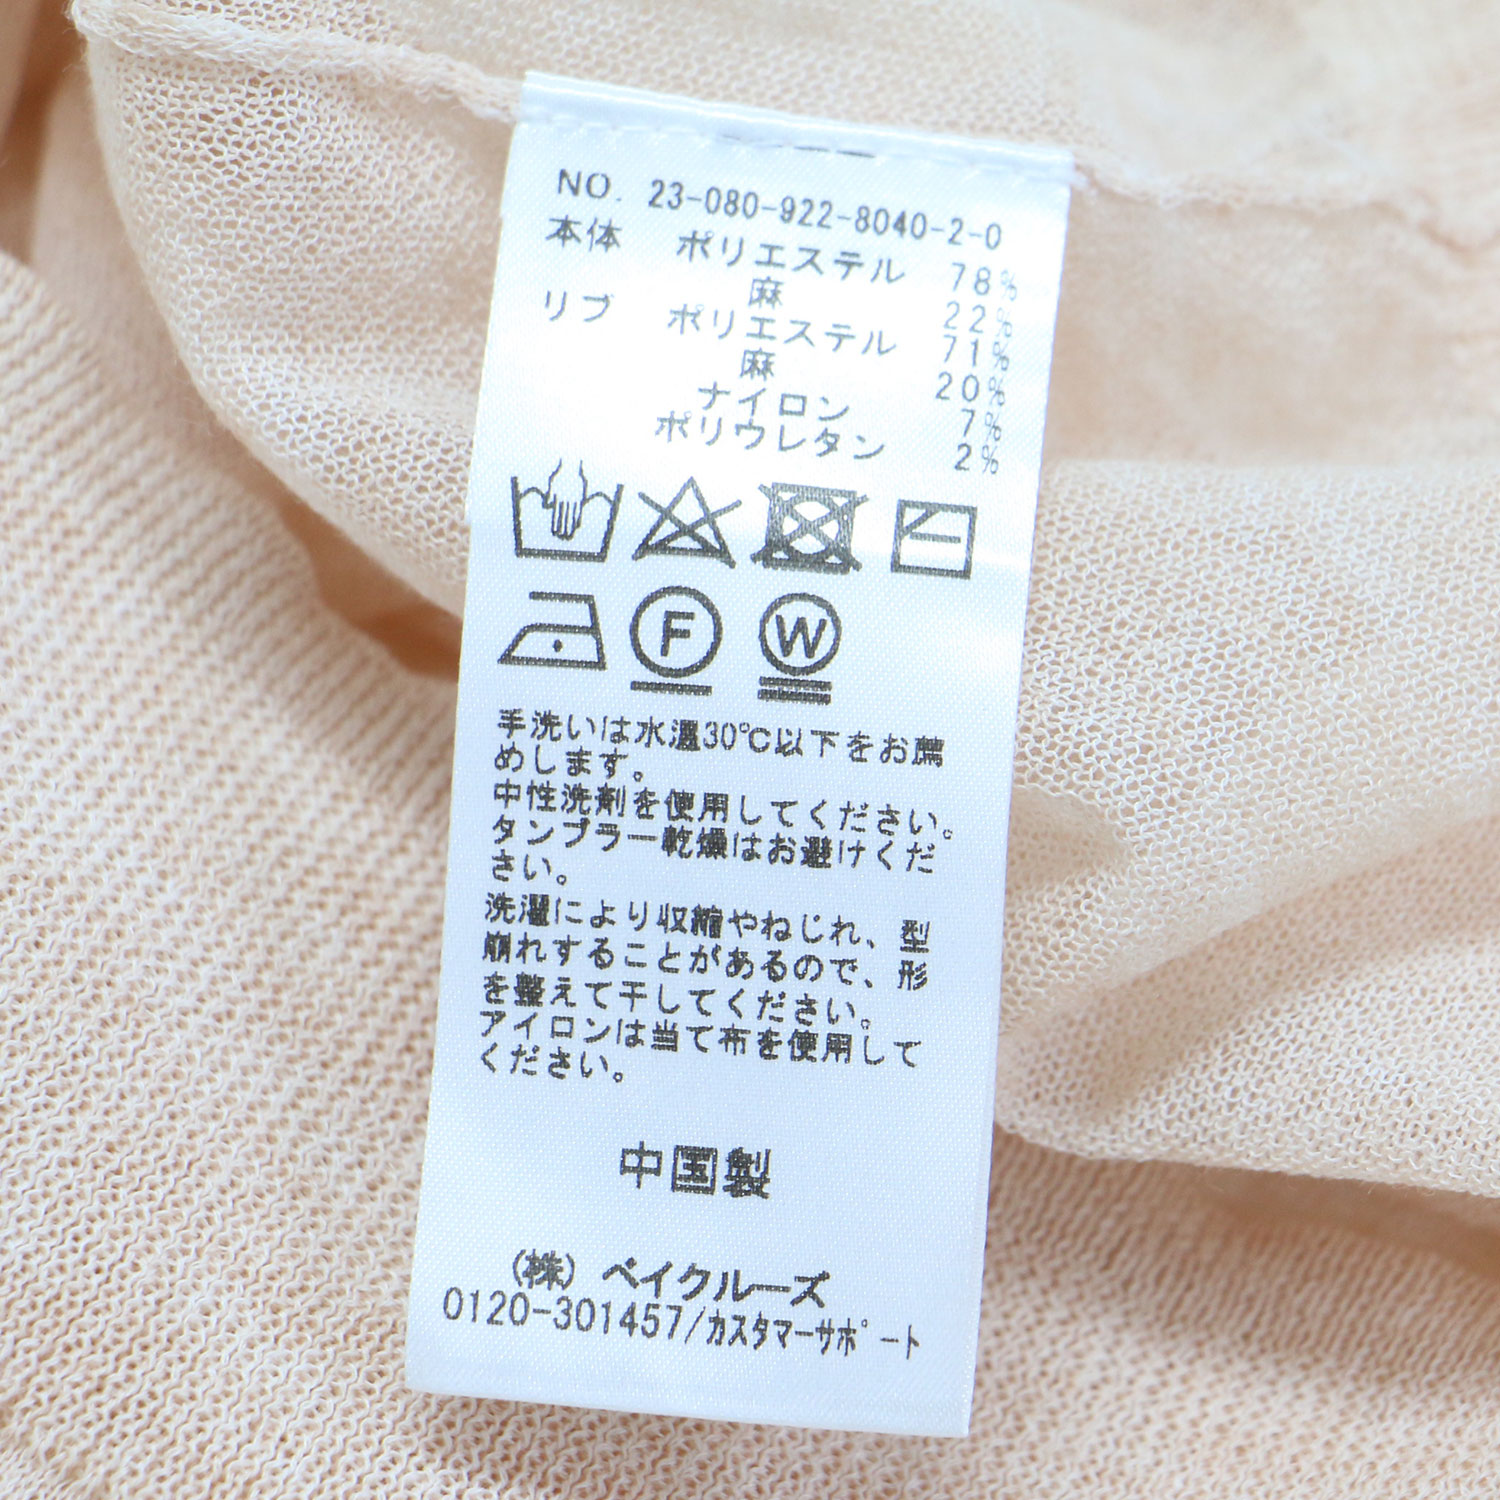 NO. 23-080-922-8040-2-0
本体 ポリエステル 78%
麻 22%
リブ ポリエステル 71%
麻 20%
ナイロン 7%
ポリウレタン 2%
F W
手洗いは水温30℃以下をお薦
めします。
中性洗剤を使用してください。
タンブラー乾燥はお避けくだ
さい。
洗濯により収縮やねじれ、型
崩れすることがあるので、形
を整えて干してください。
アイロンは当て布を使用して
ください。
中国製
(株) ベイクルーズ
0120-301457/カスタマーサポート